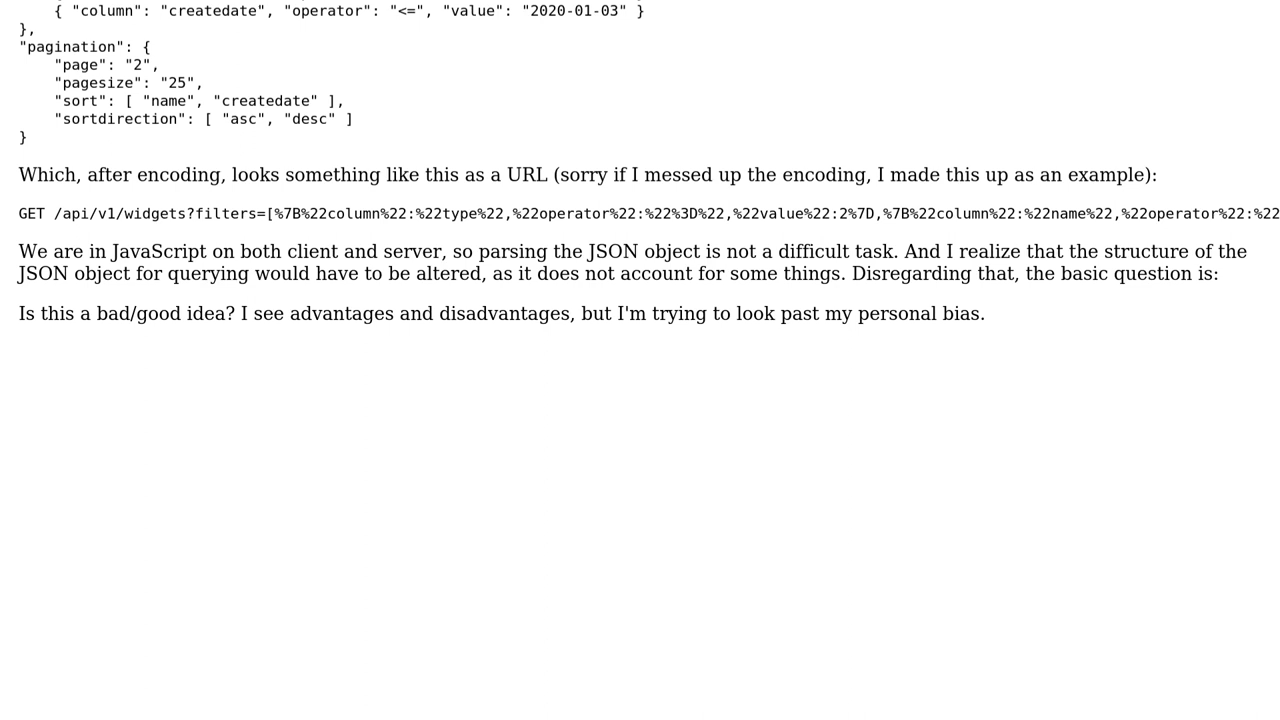 { "column": "createdate", "operator": "<=", "value": "2020-01-03" }
},
"pagination": {
"page": "2",
"pagesize": "25",
"sort": [ "name", "createdate" ],
"sortdirection": [ "asc", "desc" ]
}
Which, after encoding, looks something like this as a URL (sorry if I messed up the encoding, I made this up as an example):
GET /api/v1/widgets?filters=[%7B%22column%22:%22type%22,%22operator%22:%22%3D%22,%22value%22:2%7D,%7B%22column%22:%22name%22,%22operator%22:%22
We are in JavaScript on both client and server, so parsing the JSON object is not a difficult task. And I realize that the structure of the
JSON object for querying would have to be altered, as it does not account for some things. Disregarding that, the basic question is:
Is this a bad/good idea? I see advantages and disadvantages, but I'm trying to look past my personal bias.